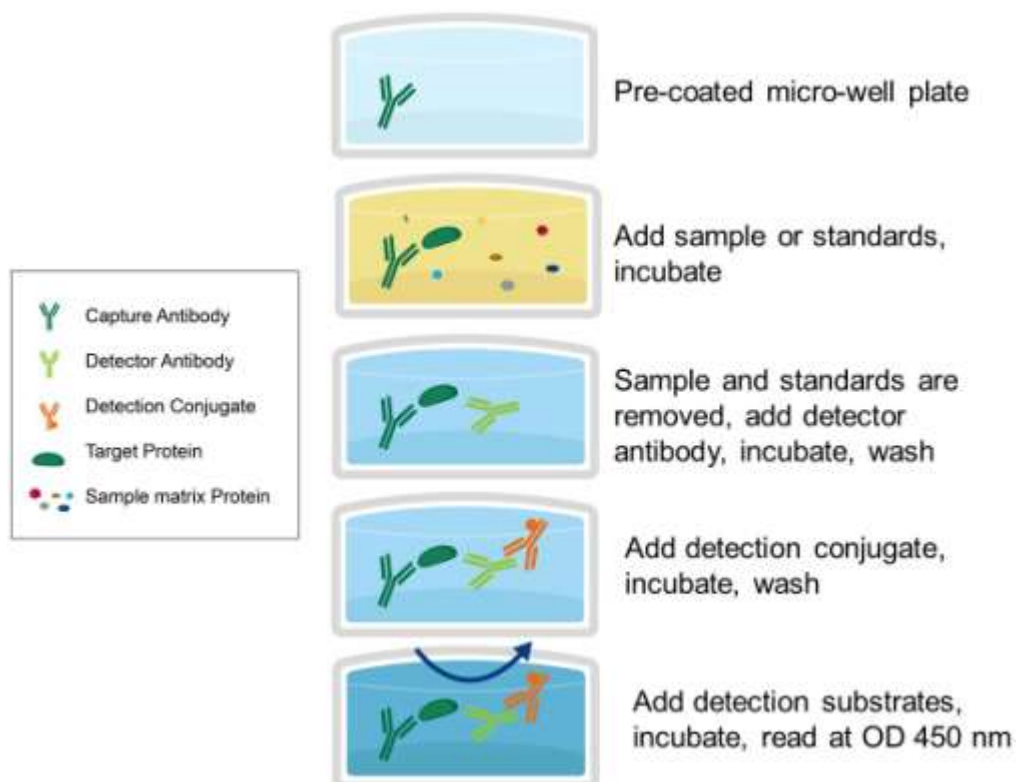 Pre-coated micro-well plate
Add sample or standards,
incubate
Capture Antibody
Detector Antibody
Detection Conjugate
Target Protein
Sample matrix Protein
Sample and standards are
removed, add detector
antibody, incubate, wash
Add detection conjugate,
incubate, wash
Add detection substrates,
incubate, read at OD 450 nm